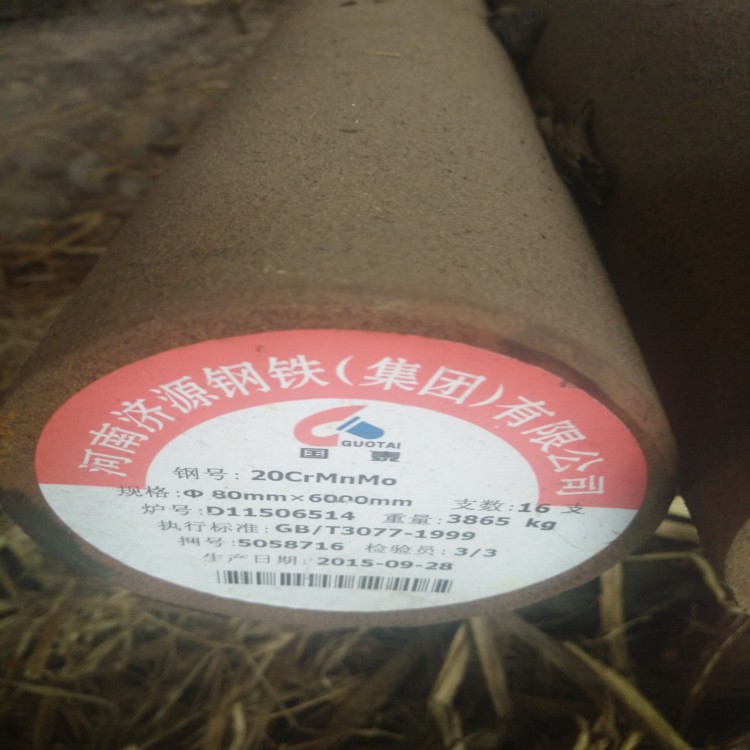 河南济源钢铁(集团)有限公司
GUOTAI
国泰
钢号: 20CrMnMo
规格:Φ 80mm×6000mm 支数:16 支
炉号:D11506514 重量:3865 kg
执行标准:GB/T3077-1999
捆号:5058716 检验员:3/3
生产日期:2015-09-28